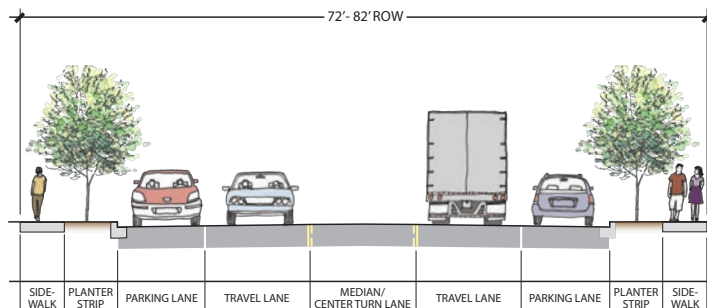 72’- 82’ ROW
SIDE-
WALK
PLANTER
STRIP
PARKING LANE
TRAVEL LANE
MEDIAN/
CENTER TURN LANE
TRAVEL LANE
PARKING LANE
PLANTER
STRIP
SIDE-
WALK